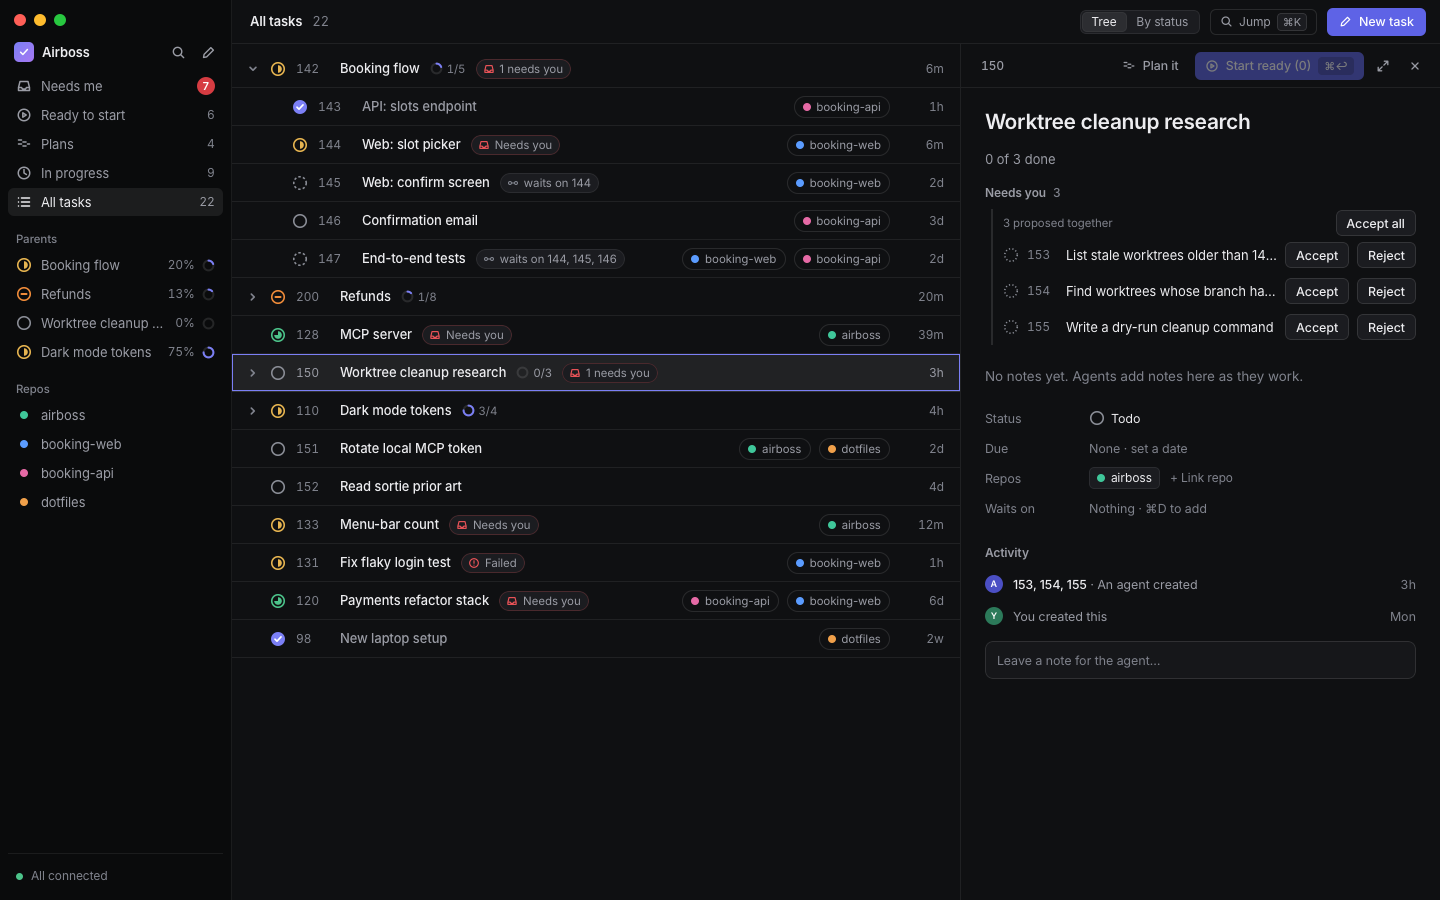 All tasks 22
Tree By status
Jump ⌘K
New task
Airboss
Needs me 7
Ready to start 6
Plans 4
In progress 9
All tasks 22
Parents
Booking flow 20%
Refunds 13%
Worktree cleanup ... 0%
Dark mode tokens 75%
Repos
airboss
booking-web
booking-api
dotfiles
All connected
142 Booking flow 1/5 1 needs you 6m
143 API: slots endpoint booking-api 1h
144 Web: slot picker Needs you booking-web 6m
145 Web: confirm screen waits on 144 booking-web 2d
146 Confirmation email booking-api 3d
147 End-to-end tests waits on 144, 145, 146 booking-web booking-api 2d
200 Refunds 1/8 20m
128 MCP server Needs you airboss 39m
150 Worktree cleanup research 0/3 1 needs you 3h
110 Dark mode tokens 3/4 4h
151 Rotate local MCP token airboss dotfiles 2d
152 Read sortie prior art 4d
133 Menu-bar count Needs you airboss 12m
131 Fix flaky login test Failed booking-web 1h
120 Payments refactor stack Needs you booking-api booking-web 6d
98 New laptop setup dotfiles 2w
150 Plan it Start ready (0) ⌘↩
Worktree cleanup research
0 of 3 done
Needs you 3
3 proposed together Accept all
153 List stale worktrees older than 14... Accept Reject
154 Find worktrees whose branch ha... Accept Reject
155 Write a dry-run cleanup command Accept Reject
No notes yet. Agents add notes here as they work.
Status Todo
Due None · set a date
Repos airboss + Link repo
Waits on Nothing · ⌘D to add
Activity
A 153, 154, 155 · An agent created 3h
Y You created this Mon
Leave a note for the agent...